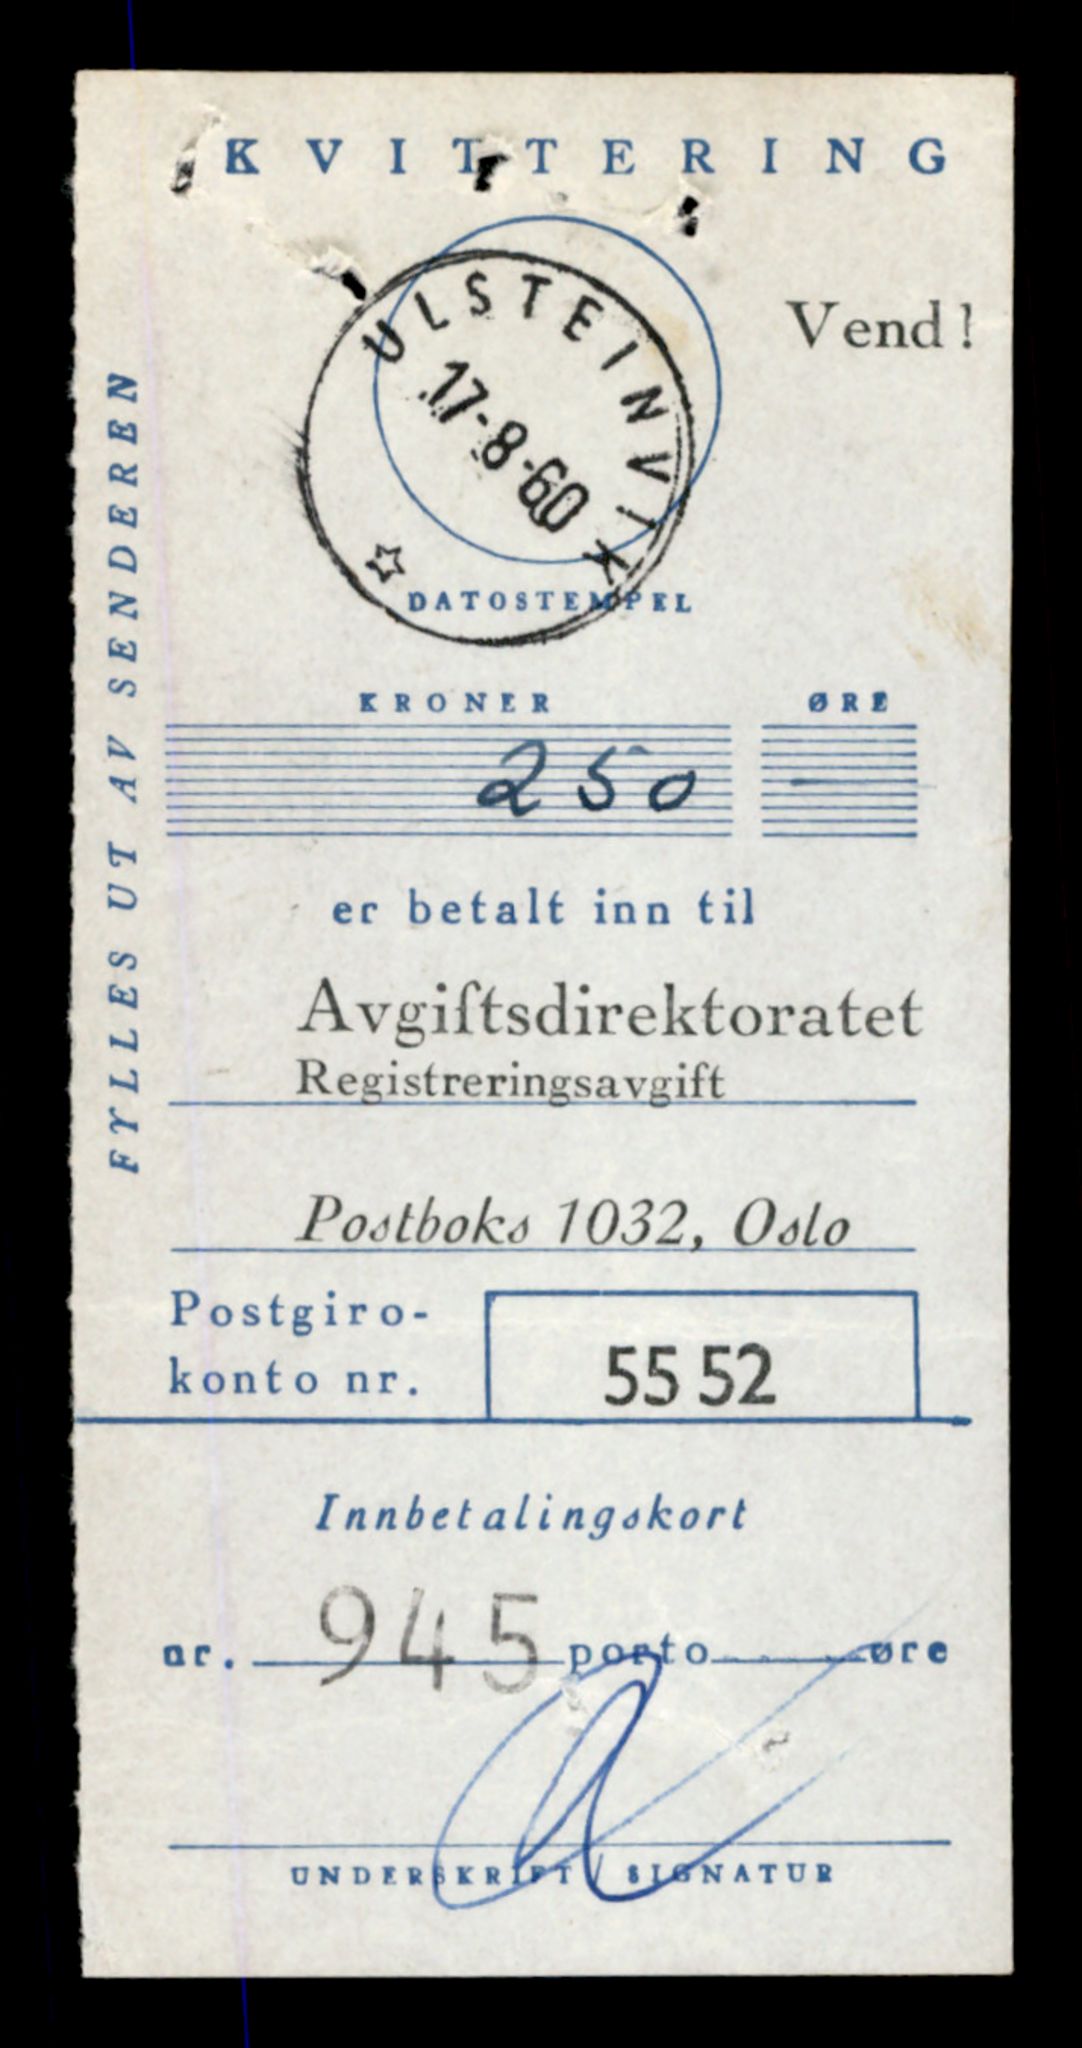 KVITTERING
Vend!
ULSTEINVIK
17-8-60
DATOSTEMPEL
FYLLES UT AV SENDEREN
KRONER ØRE
250 —
er betalt inn til
Avgiftsdirektoratet
Registreringsavgift
Postboks 1032, Oslo
Postgiro-
konto nr. 55 52
Innbetalingskort
nr. 945 porto øre
UNDERSKRIFT / SIGNATUR